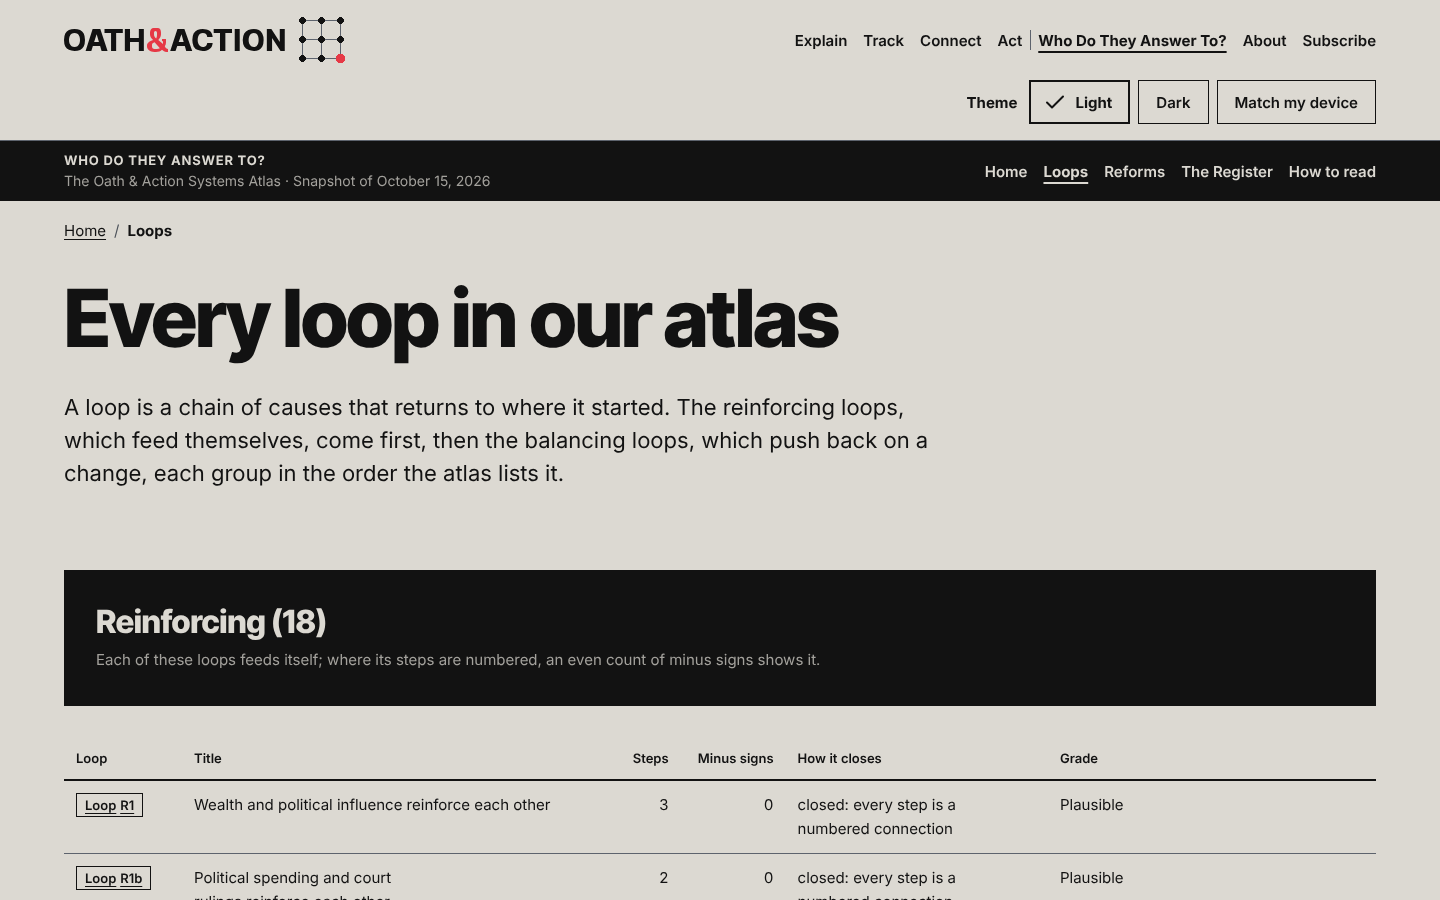 OATH&ACTION
Explain Track Connect Act Who Do They Answer To? About Subscribe
Theme Light Dark Match my device
WHO DO THEY ANSWER TO?
The Oath & Action Systems Atlas · Snapshot of October 15, 2026
Home Loops Reforms The Register How to read
Home / Loops
Every loop in our atlas
A loop is a chain of causes that returns to where it started. The reinforcing loops,
which feed themselves, come first, then the balancing loops, which push back on a
change, each group in the order the atlas lists it.
Reinforcing (18)
Each of these loops feeds itself; where its steps are numbered, an even count of minus signs shows it.
Loop Title Steps Minus signs How it closes Grade
Loop R1 Wealth and political influence reinforce each other 3 0 closed: every step is a Plausible
numbered connection
Loop R1b Political spending and court 2 0 closed: every step is a Plausible
rulings reinforce each other numbered connection